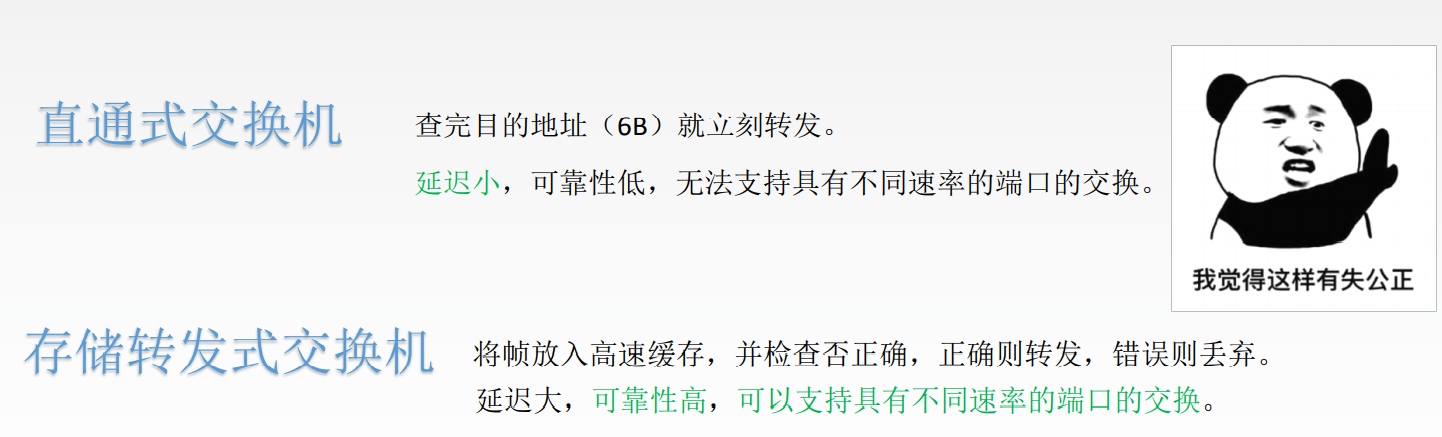 直通式交换机
查完目的地址（6B）就立刻转发。
延迟小，可靠性低，无法支持具有不同速率的端口的交换。
我觉得这样有失公正
存储转发式交换机
将帧放入高速缓存，并检查否正确，正确则转发，错误则丢弃。
延迟大，可靠性高，可以支持具有不同速率的端口的交换。